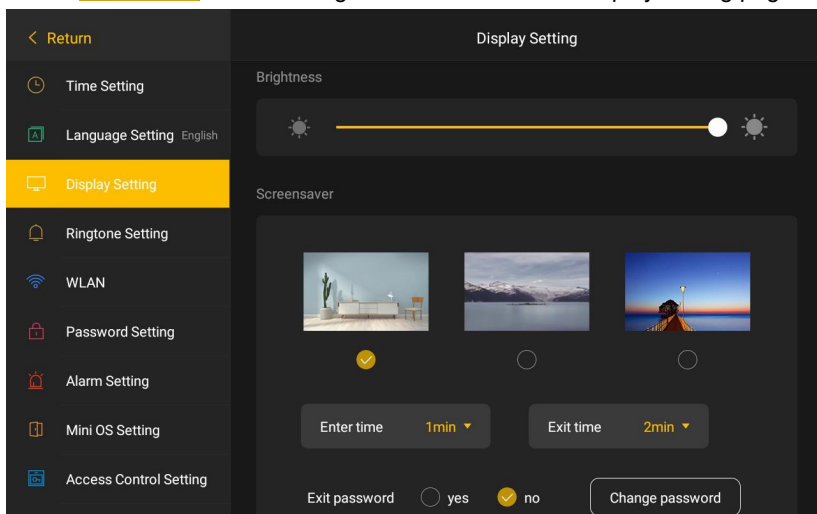 Return
Display Setting
Time Setting
Language Setting English
Display Setting
Ringtone Setting
WLAN
Password Setting
Alarm Setting
Mini OS Setting
Access Control Setting
Brightness
Screensaver
Enter time 1min
Exit time 2min
Exit password yes no Change password